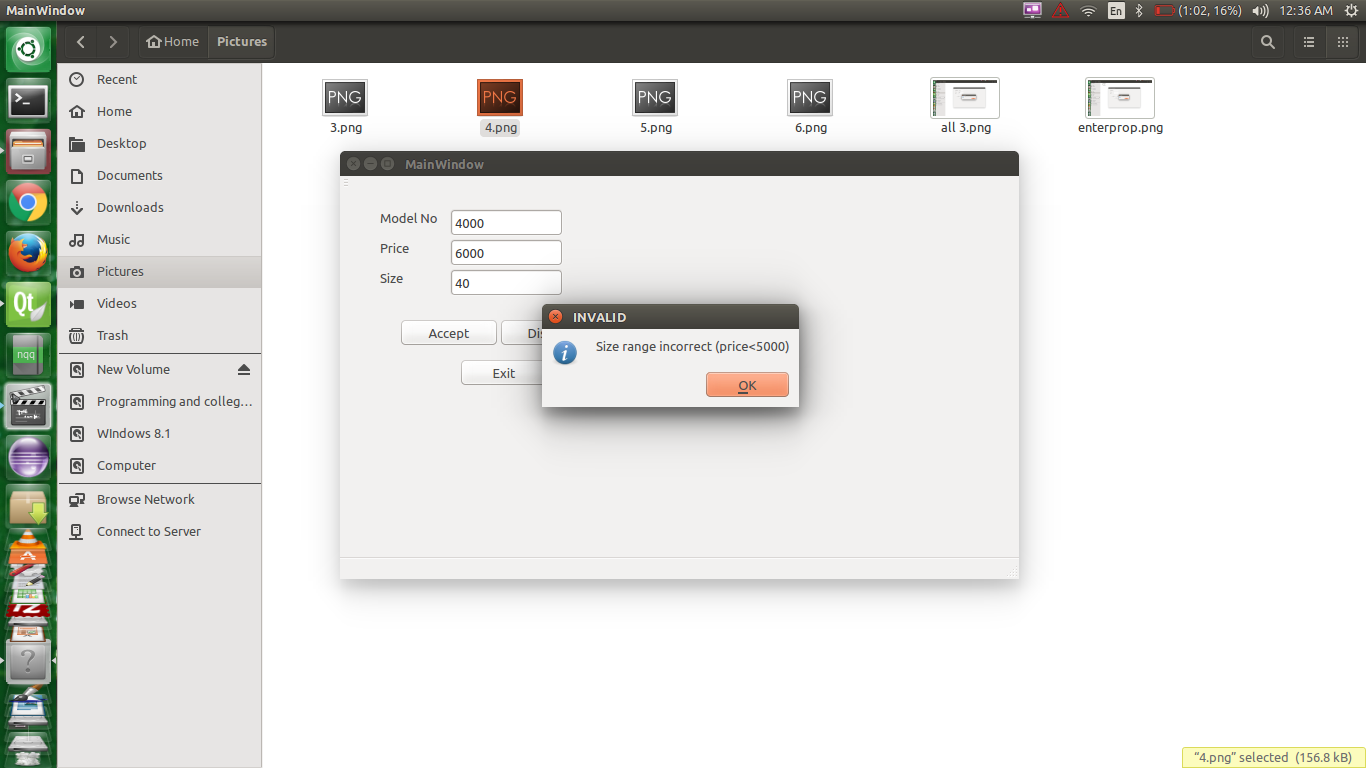 MainWindow
En
(1:02, 16%)
12:36 AM
Home
Pictures
Recent
Home
Desktop
Documents
Downloads
Music
Pictures
Videos
Trash
New Volume
Programming and colleg...
WIndows 8.1
Computer
Browse Network
Connect to Server
PNG
PNG
PNG
PNG
3.png
4.png
5.png
6.png
all 3.png
enterprop.png
MainWindow
Model No
4000
Price
6000
Size
40
Accept
Dis
Exit
INVALID
Size range incorrect (price<5000)
OK
Qt
nqq
“4.png” selected (156.8 kB)